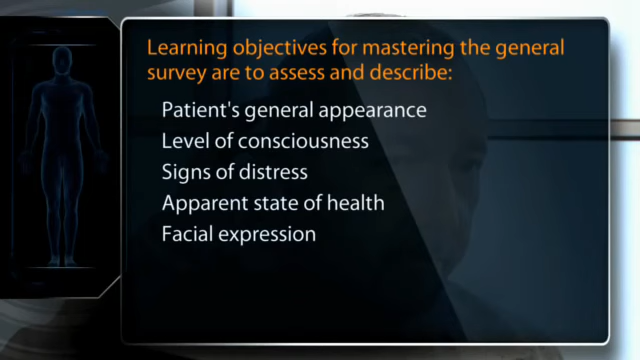 Learning objectives for mastering the general
survey are to assess and describe:
Patient's general appearance
Level of consciousness
Signs of distress
Apparent state of health
Facial expression